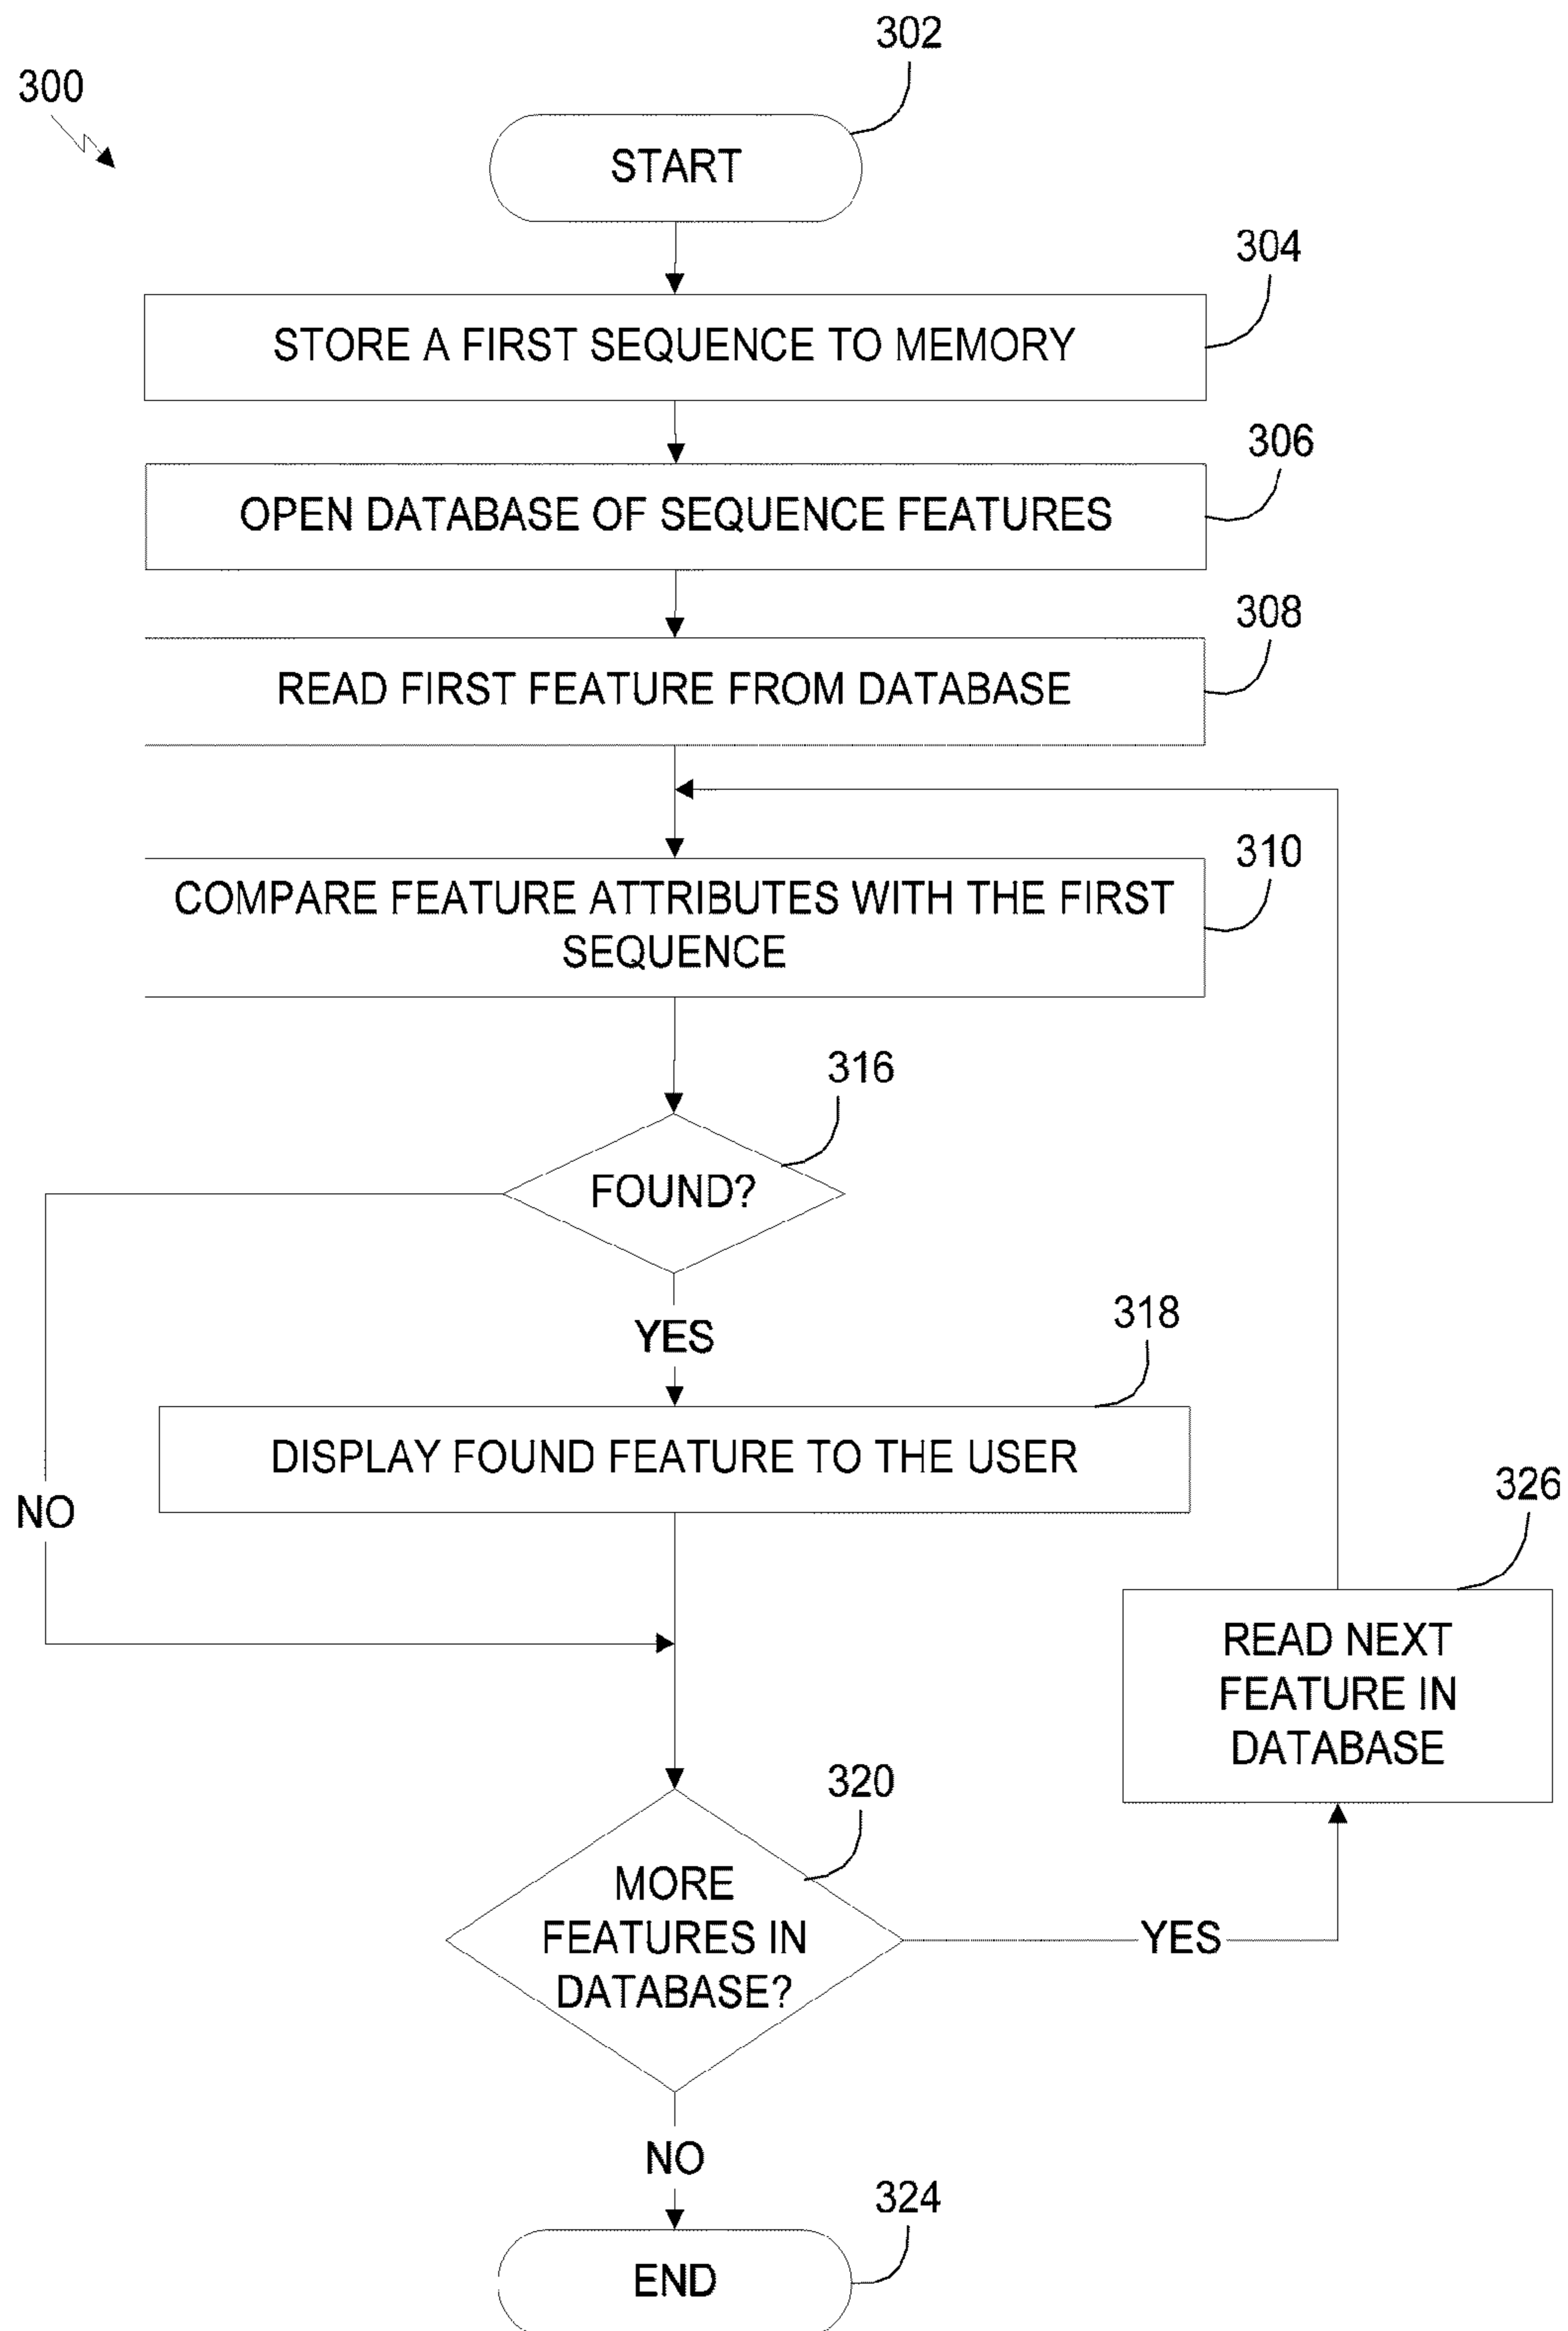 302
300
START
304
STORE A FIRST SEQUENCE TO MEMORY
306
OPEN DATABASE OF SEQUENCE FEATURES
308
READ FIRST FEATURE FROM DATABASE
310
COMPARE FEATURE ATTRIBUTES WITH THE FIRST
SEQUENCE
316
FOUND?
YES
318
DISPLAY FOUND FEATURE TO THE USER
NO
326
READ NEXT
FEATURE IN
DATABASE
320
MORE
FEATURES IN
DATABASE?
YES
NO
324
END